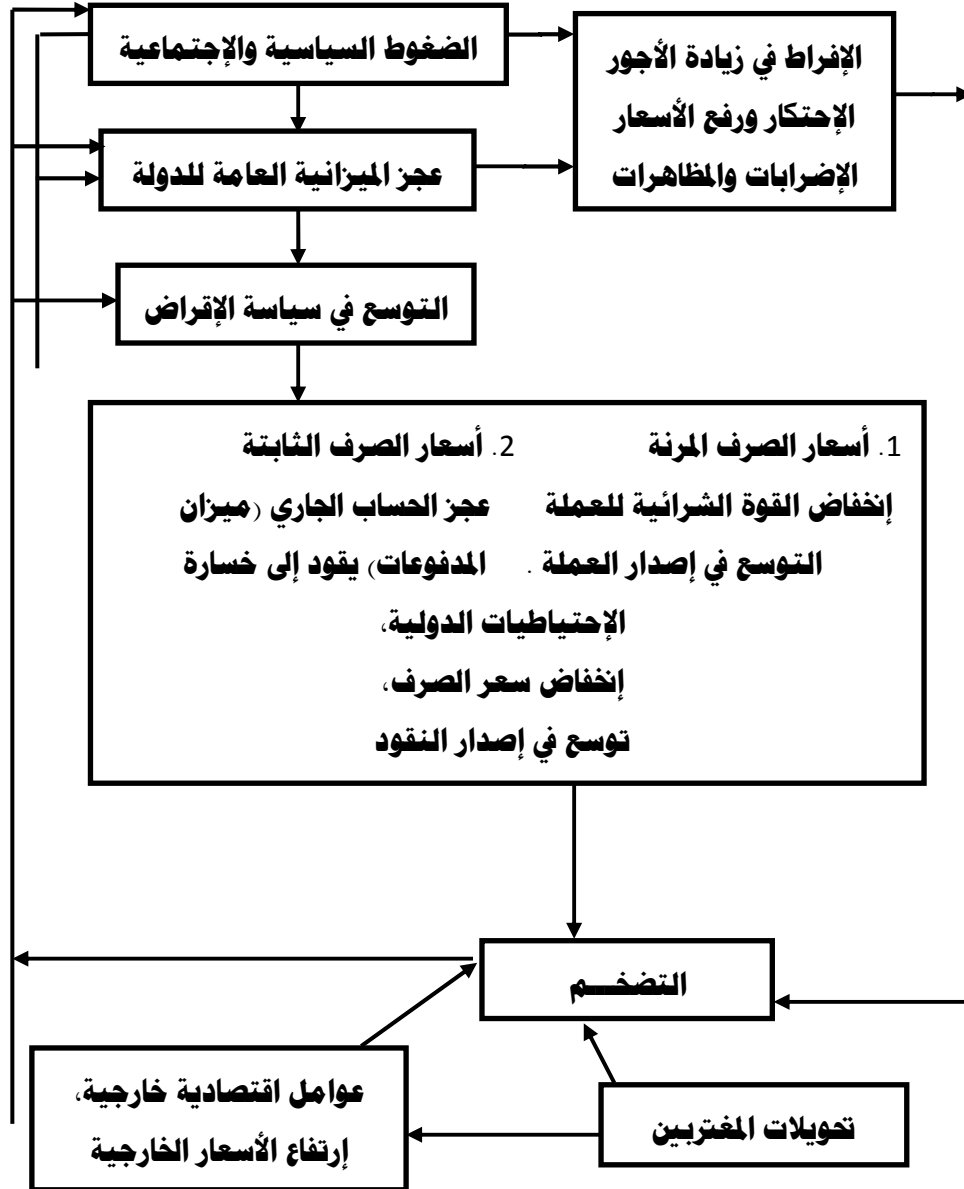 الضغوط السياسية والإجتماعية
الإفراط في زيادة الأجور
الإحتكار ورفع الأسعار
الإضرابات والمظاهرات
عجز الميزانية العامة للدولة
التوسع في سياسة الإقراض
1. أسعار الصرف المرنة 2. أسعار الصرف الثابتة
إنخفاض القوة الشرائية للعملة عجز الحساب الجاري (ميزان
التوسع في إصدار العملة . المدفوعات) يقود إلى خسارة
الإحتياطيات الدولية،
إنخفاض سعر الصرف،
توسع في إصدار النقود
التضخـــم
عوامل اقتصادية خارجية،
إرتفاع الأسعار الخارجية
تحويلات المغتربين